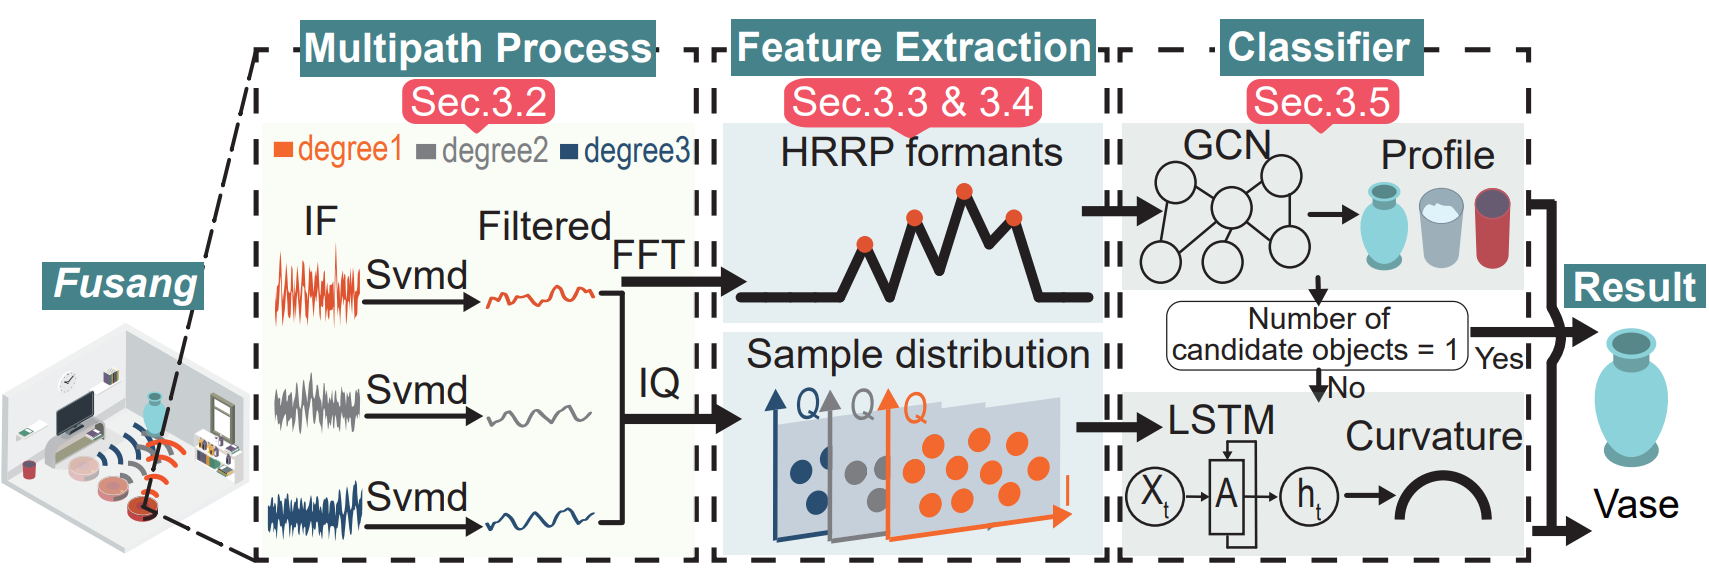 Multipath Process
Feature Extraction
Classifier
Sec.3.2
Sec.3.3 & 3.4
Sec.3.5
degree1 degree2 degree3
HRRP formants
GCN
Profile
IF
Filtered
Svmd
FFT
Fusang
Result
Number of
candidate objects = 1
Yes
No
Svmd
IQ
Sample distribution
Q Q Q
I
LSTM
Curvature
Svmd
Xt
A
ht
Vase